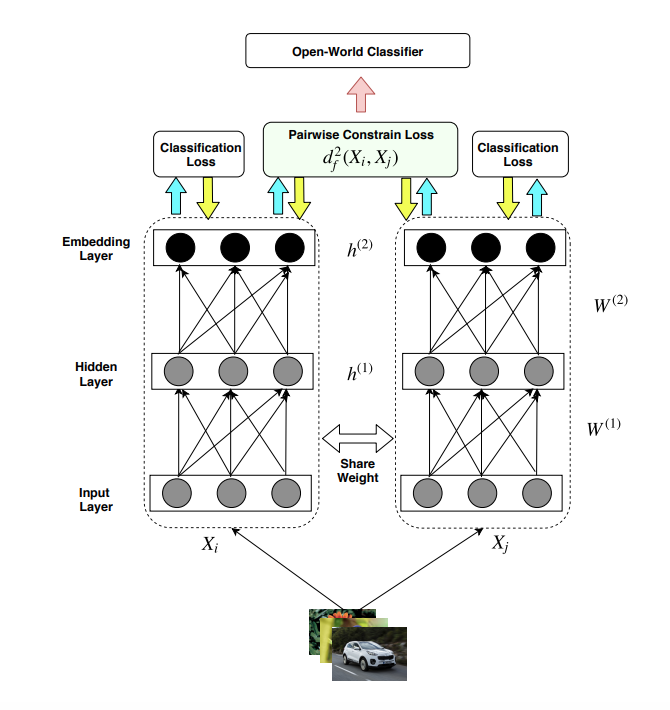 Open-World Classifier
Classification
Loss
Pairwise Constrain Loss
d_f^2(X_i, X_j)
Classification
Loss
Embedding
Layer
h^{(2)}
W^{(2)}
Hidden
Layer
h^{(1)}
W^{(1)}
Share
Weight
Input
Layer
X_i
X_j